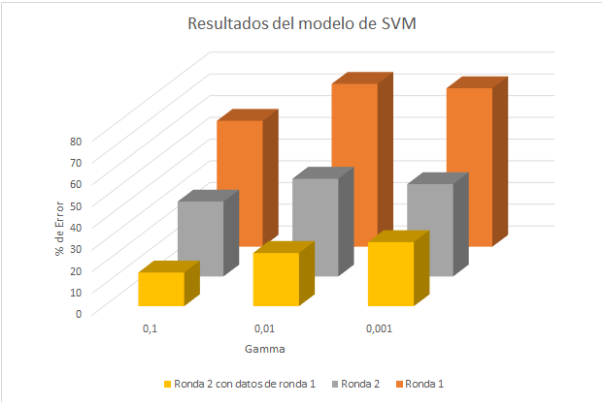 Resultados del modelo de SVM
80
70
60
50
40
30
20
10
0
% de Error
0,1
0,01
0,001
Gamma
Ronda 2 con datos de ronda 1
Ronda 2
Ronda 1